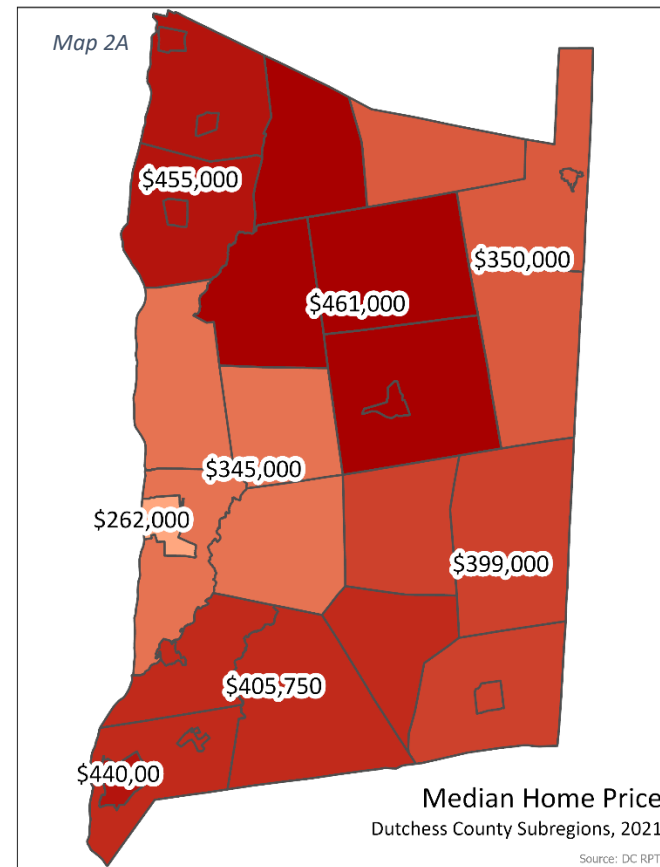 Map 2A
$455,000
$350,000
$461,000
$345,000
$262,000
$399,000
$405,750
$440,00
Median Home Price
Dutchess County Subregions, 2021
Source: DC RPT